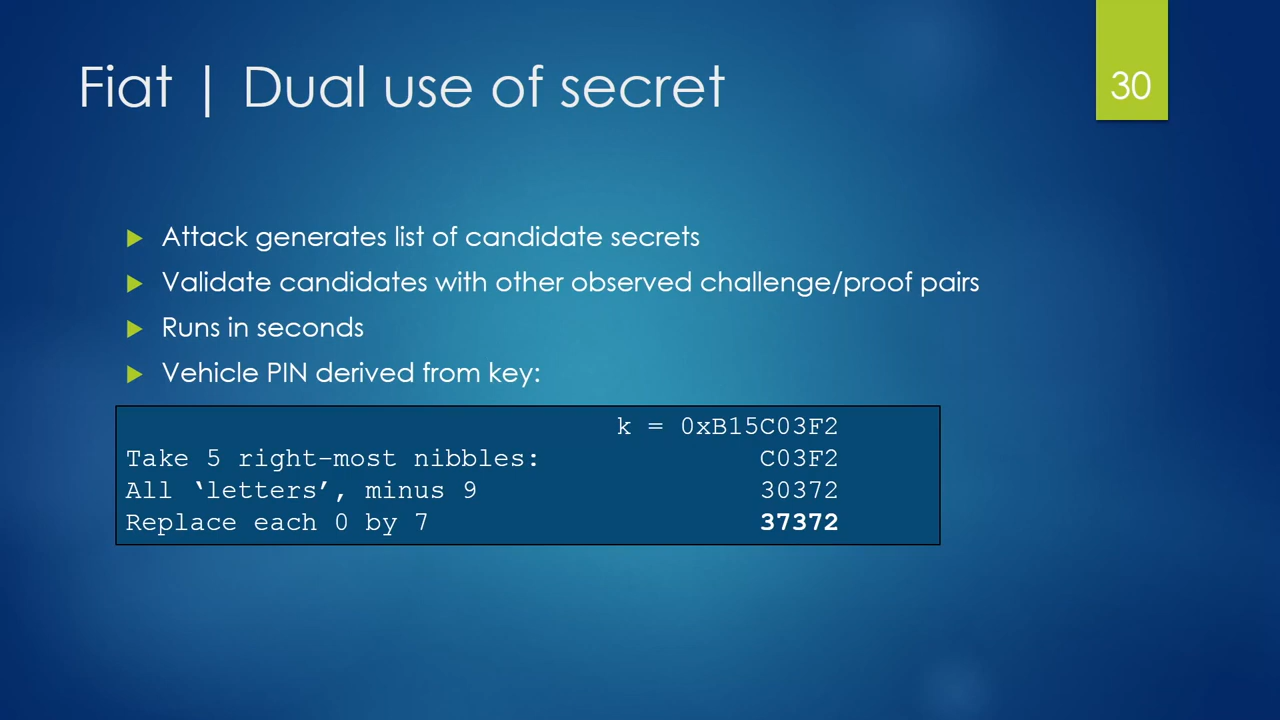 Fiat | Dual use of secret
30
Attack generates list of candidate secrets
Validate candidates with other observed challenge/proof pairs
Runs in seconds
Vehicle PIN derived from key:
k = 0xB15C03F2
Take 5 right-most nibbles: C03F2
All ‘letters’, minus 9 30372
Replace each 0 by 7 37372